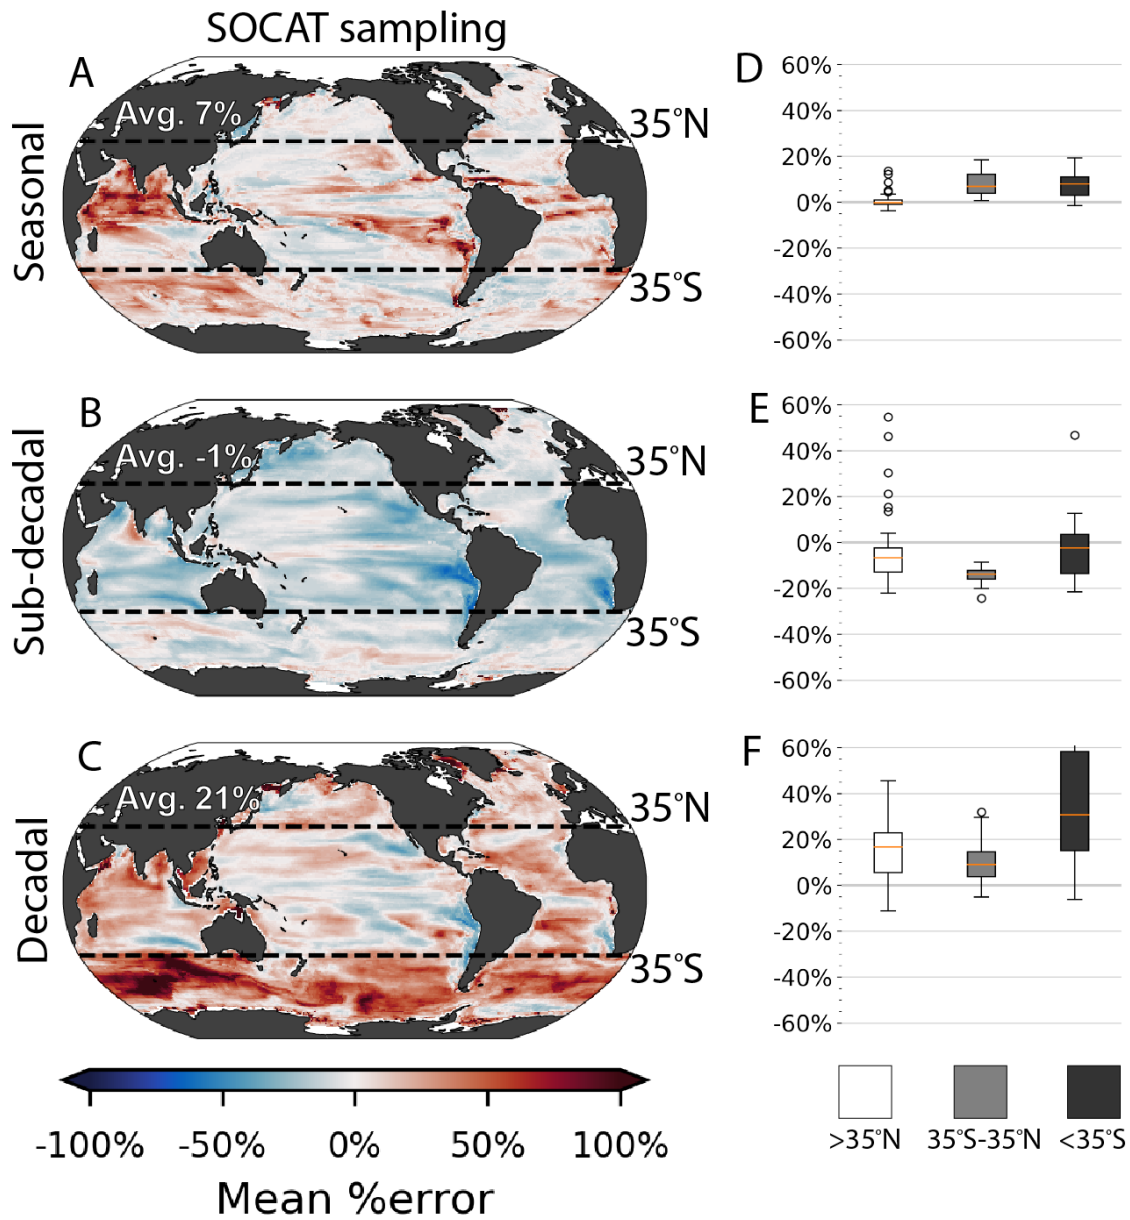 SOCAT sampling
A
Avg. 7%
35°N
35°S
Seasonal
D
60%
40%
20%
0%
-20%
-40%
-60%
B
Avg. -1%
35°N
35°S
Sub-decadal
E
60%
40%
20%
0%
-20%
-40%
-60%
C
Avg. 21%
35°N
35°S
Decadal
F
60%
40%
20%
0%
-20%
-40%
-60%
-100% -50% 0% 50% 100%
Mean %error
>35°N 35°S-35°N <35°S